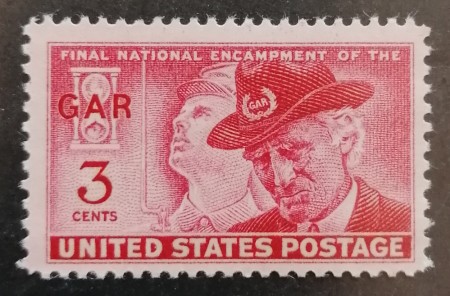 FINAL NATIONAL ENCAMPMENT OF THE
GAR
GAR
3
CENTS
UNITED STATES POSTAGE